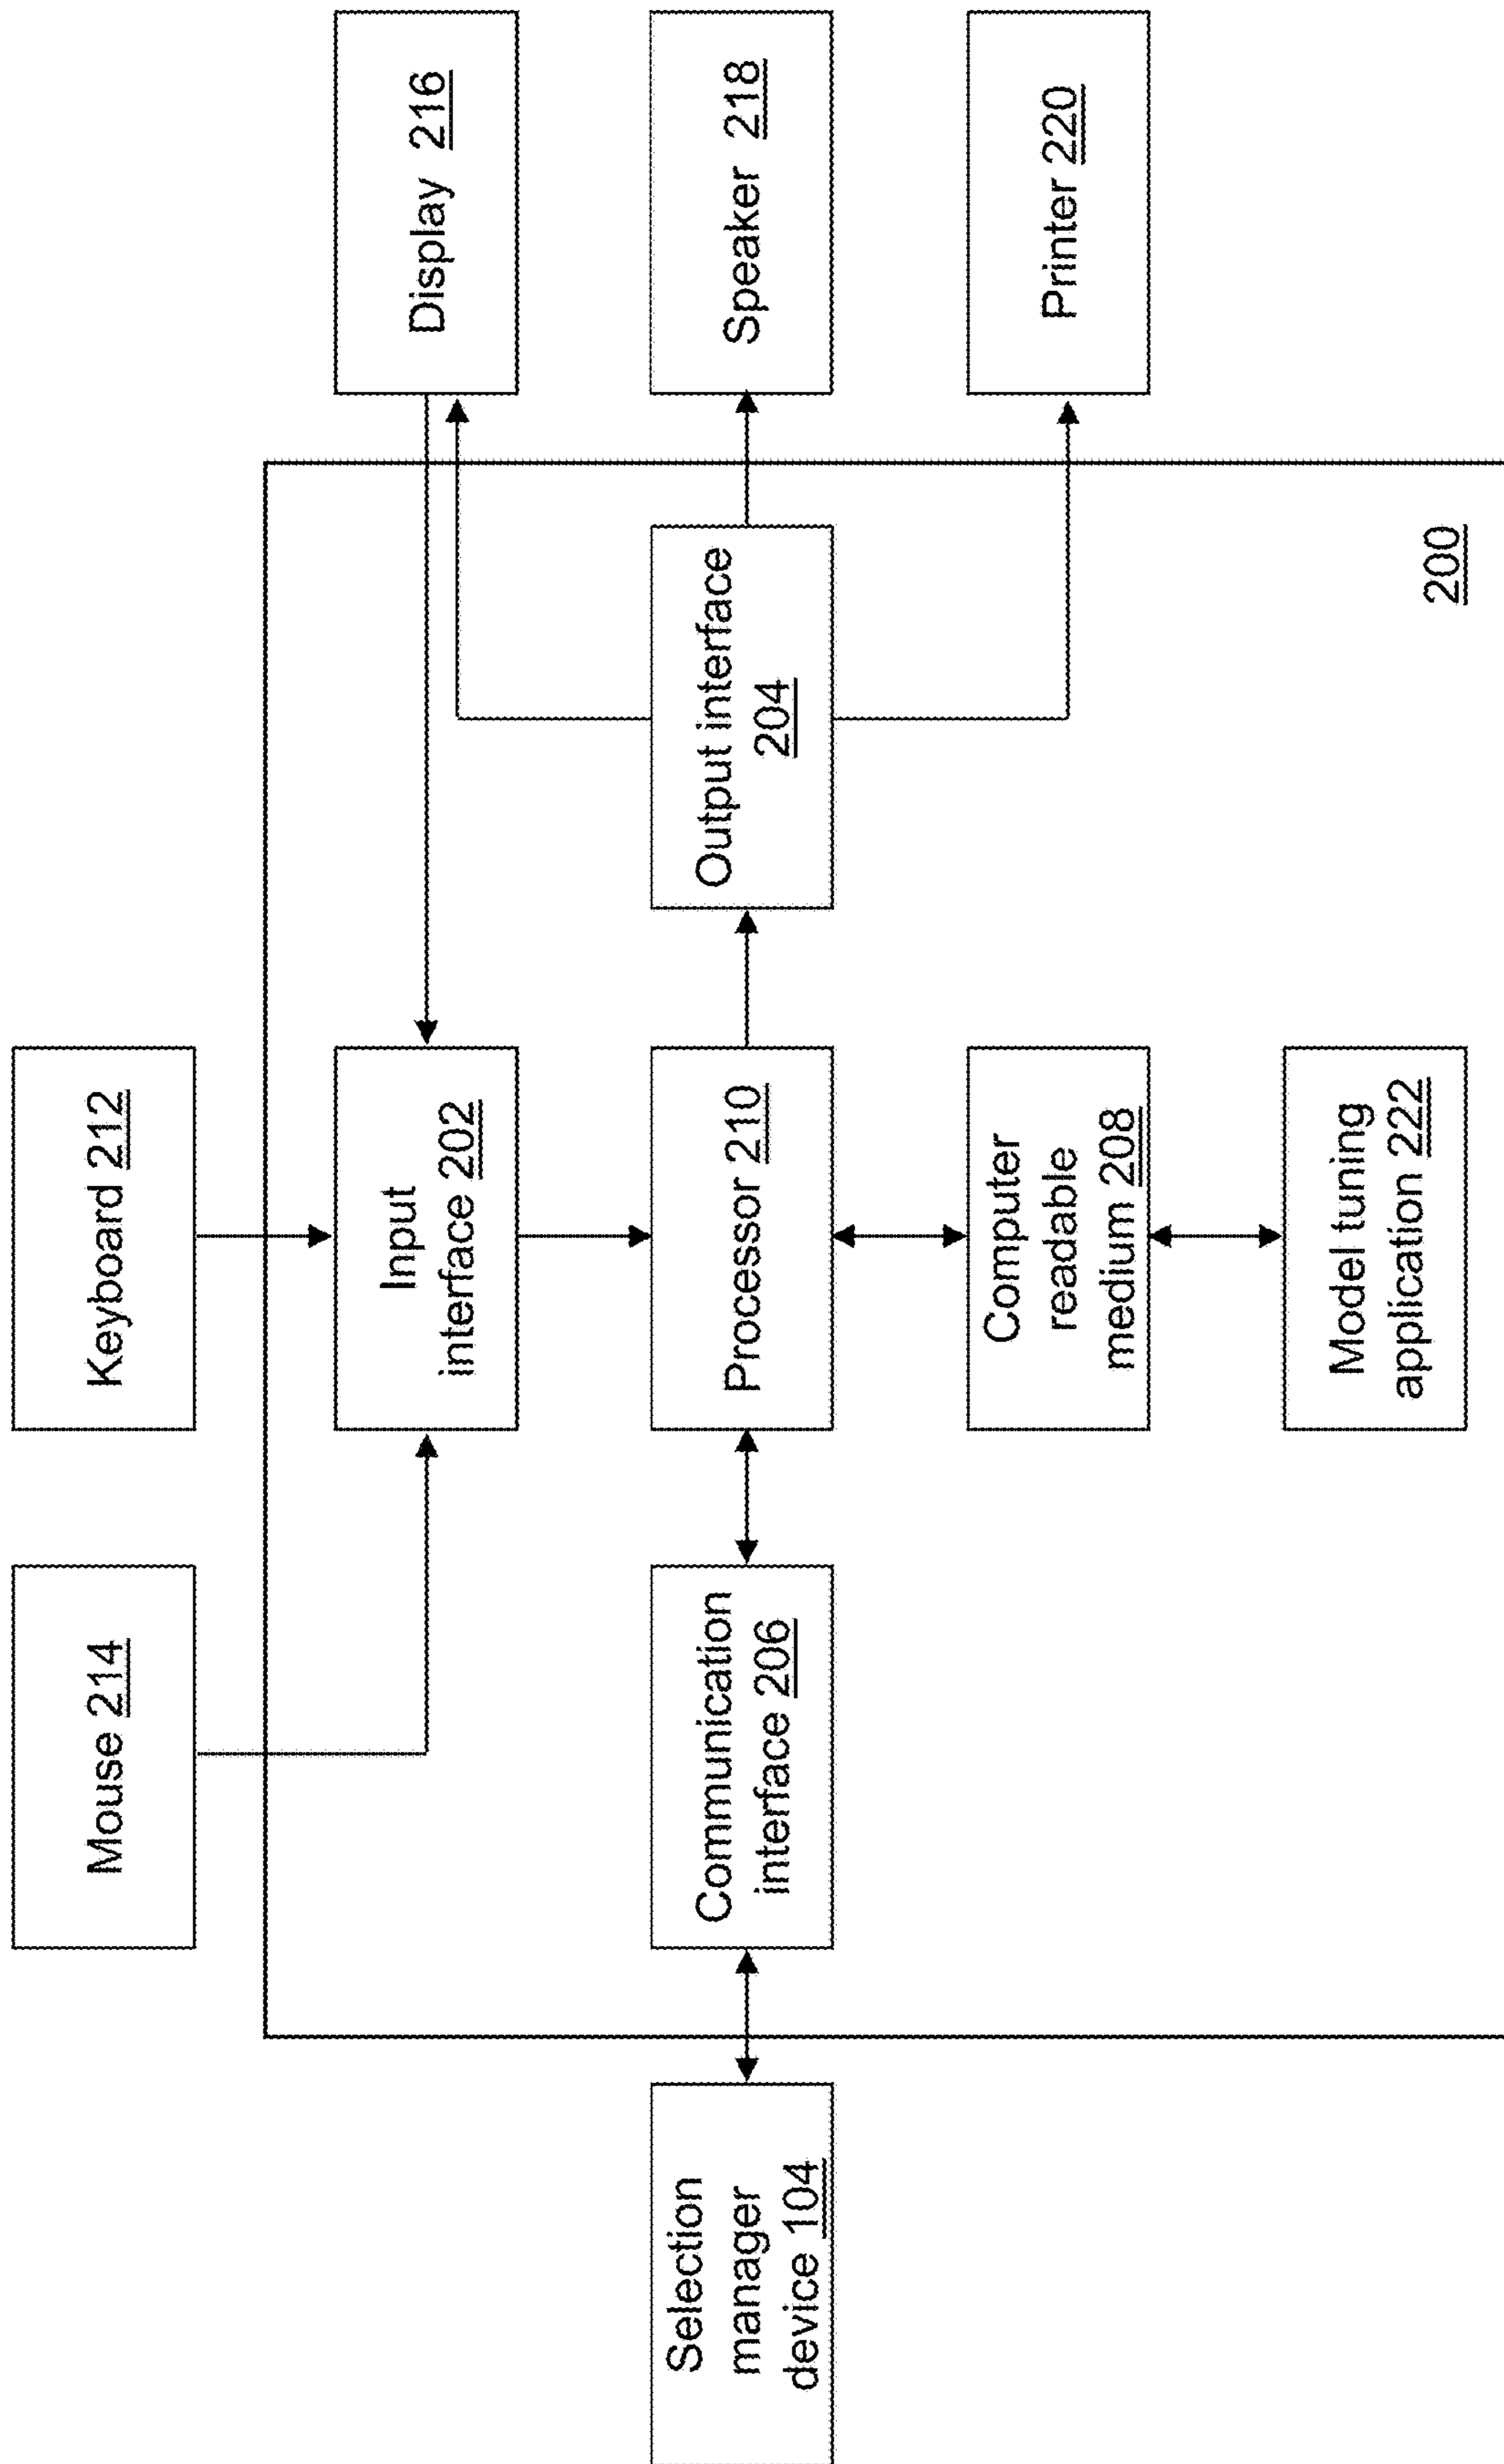 Mouse 214
Keyboard 212
Input
interface 202
Display 216
Selection
manager
device 104
Communication
interface 206
Processor 210
Output interface
204
Speaker 218
Computer
readable
medium 208
Printer 220
Model tuning
application 222
200